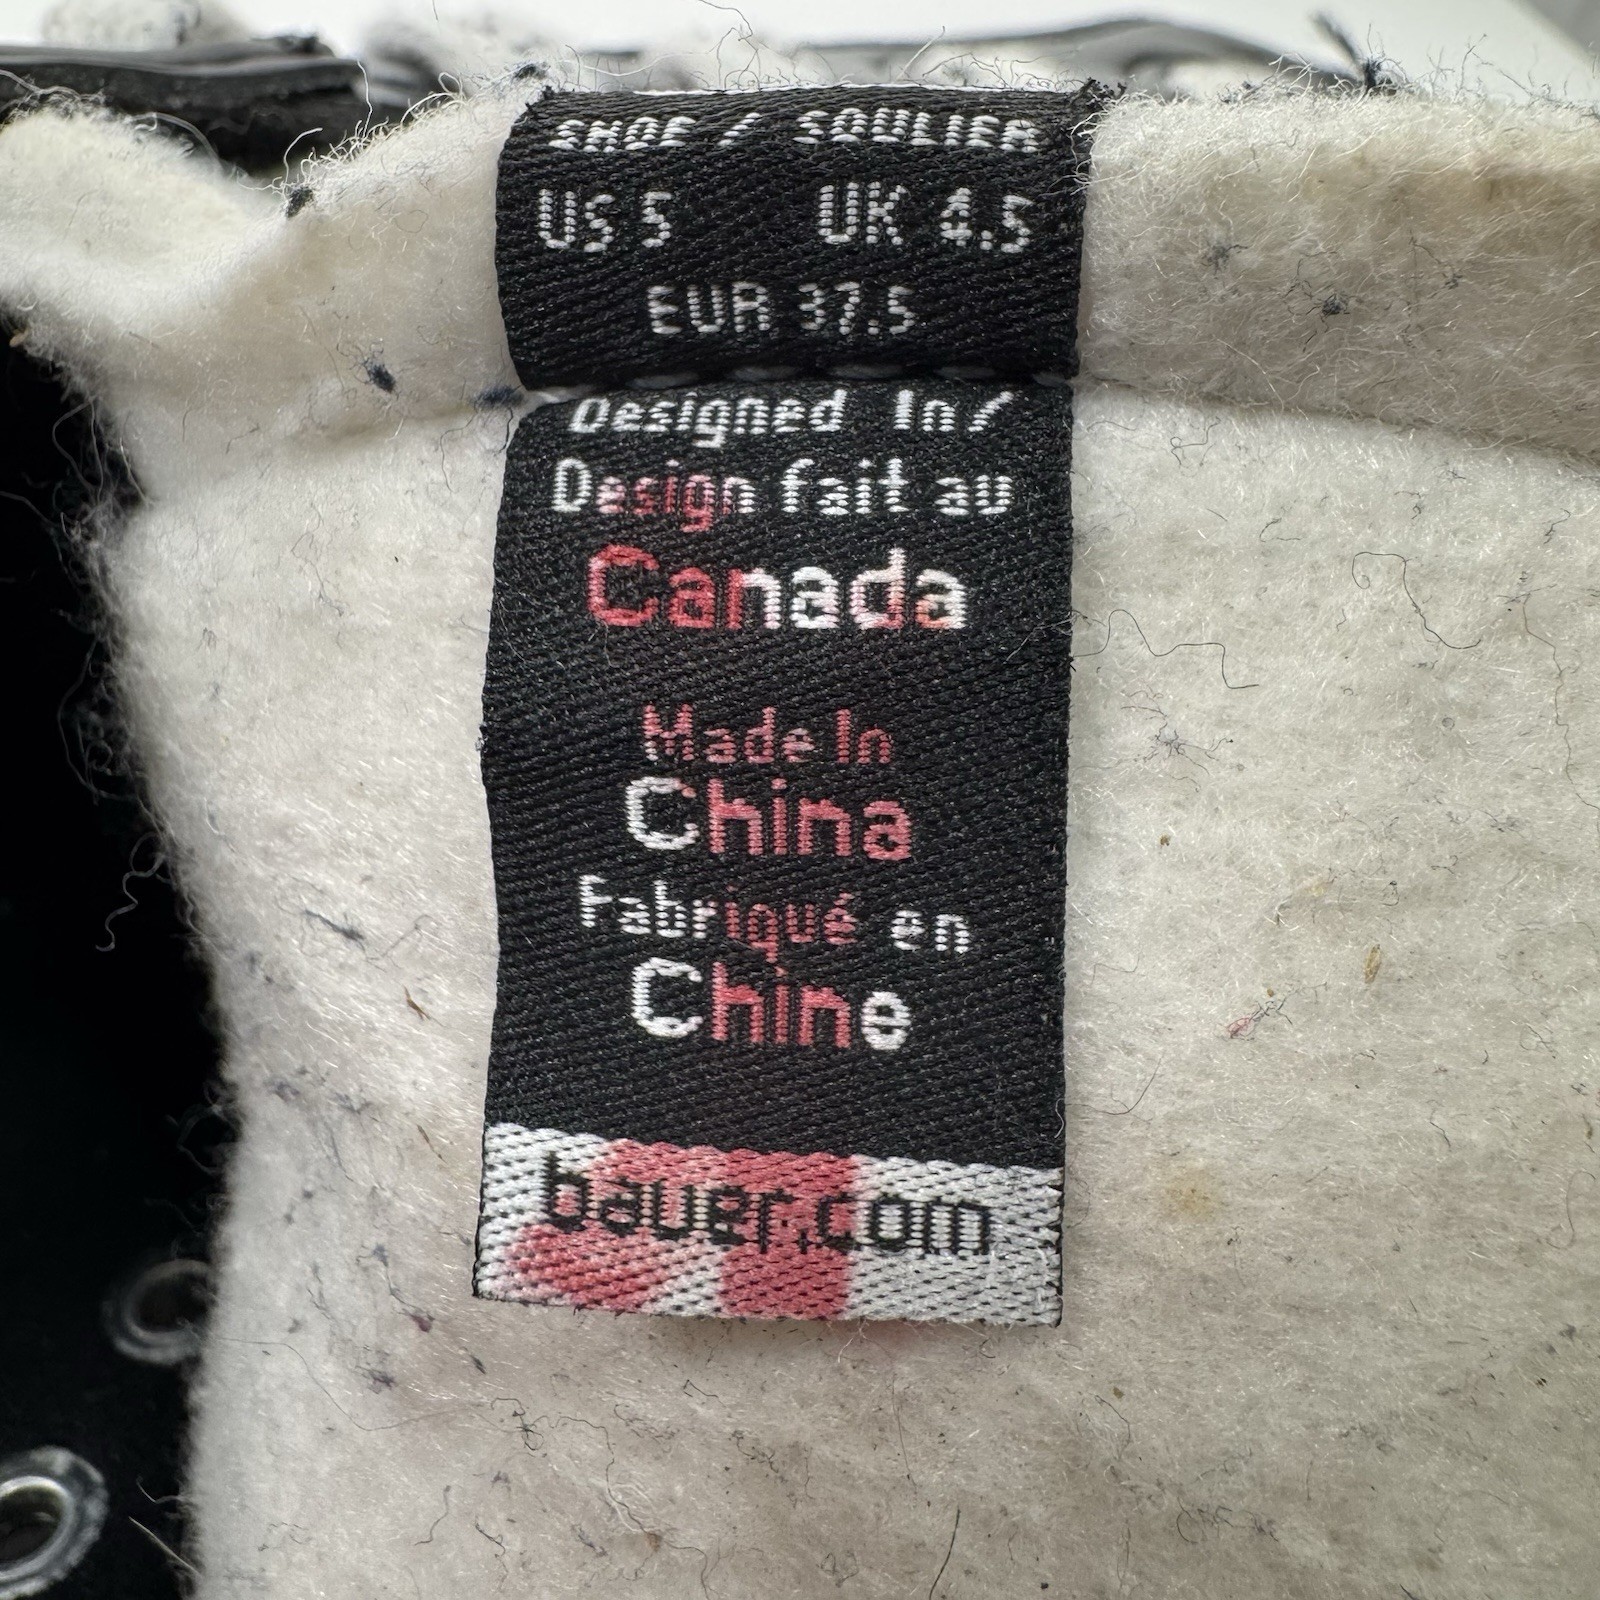 SHOE / SOULIER
US 5 UK 4.5
EUR 37.5
Designed In/
Design fait au
Canada
Made In
China
Fabriqué en
Chine
bauer.com